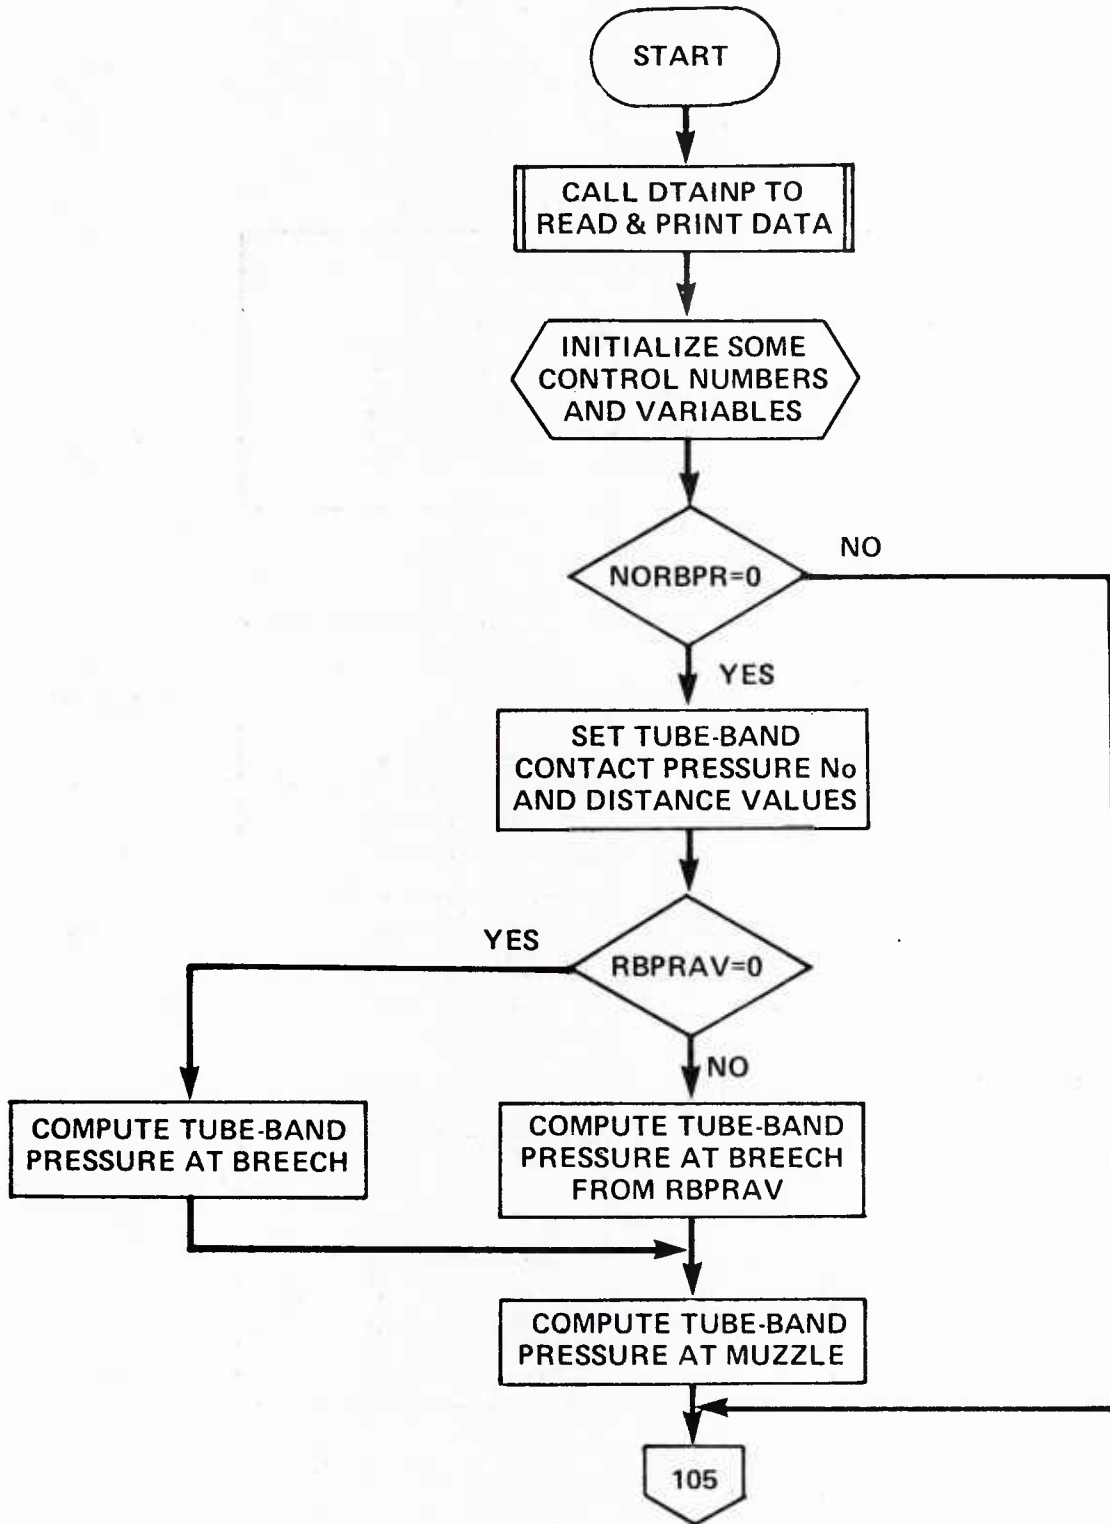 START
CALL DTAINP TO
READ & PRINT DATA
INITIALIZE SOME
CONTROL NUMBERS
AND VARIABLES
NORBPR=0
NO
YES
SET TUBE-BAND
CONTACT PRESSURE No
AND DISTANCE VALUES
YES
RBPRAV=0
NO
COMPUTE TUBE-BAND
PRESSURE AT BREECH
COMPUTE TUBE-BAND
PRESSURE AT BREECH
FROM RBPRAV
COMPUTE TUBE-BAND
PRESSURE AT MUZZLE
105